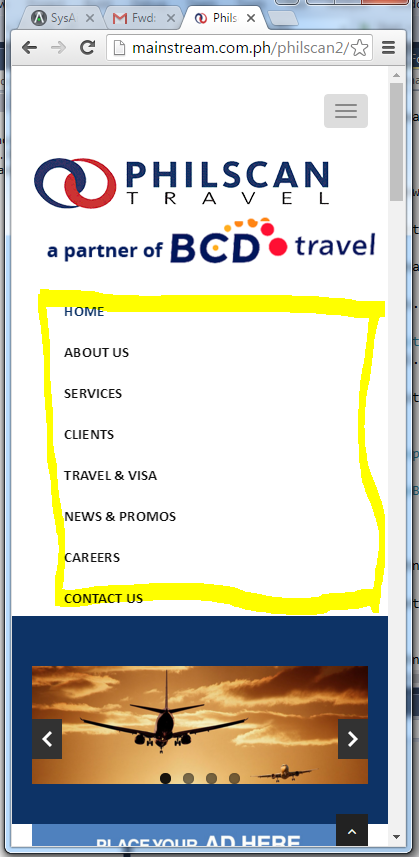 SysA
Fwd:
Phils
mainstream.com.ph/philscan2/
PHILSCAN
TRAVEL
a partner of BCD travel
HOME
ABOUT US
SERVICES
CLIENTS
TRAVEL & VISA
NEWS & PROMOS
CAREERS
CONTACT US
PLACE YOUR AD HERE